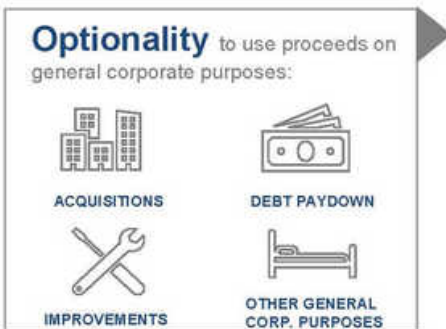 Optionality to use proceeds on
general corporate purposes:
ACQUISITIONS
DEBT PAYDOWN
IMPROVEMENTS
OTHER GENERAL
CORP. PURPOSES